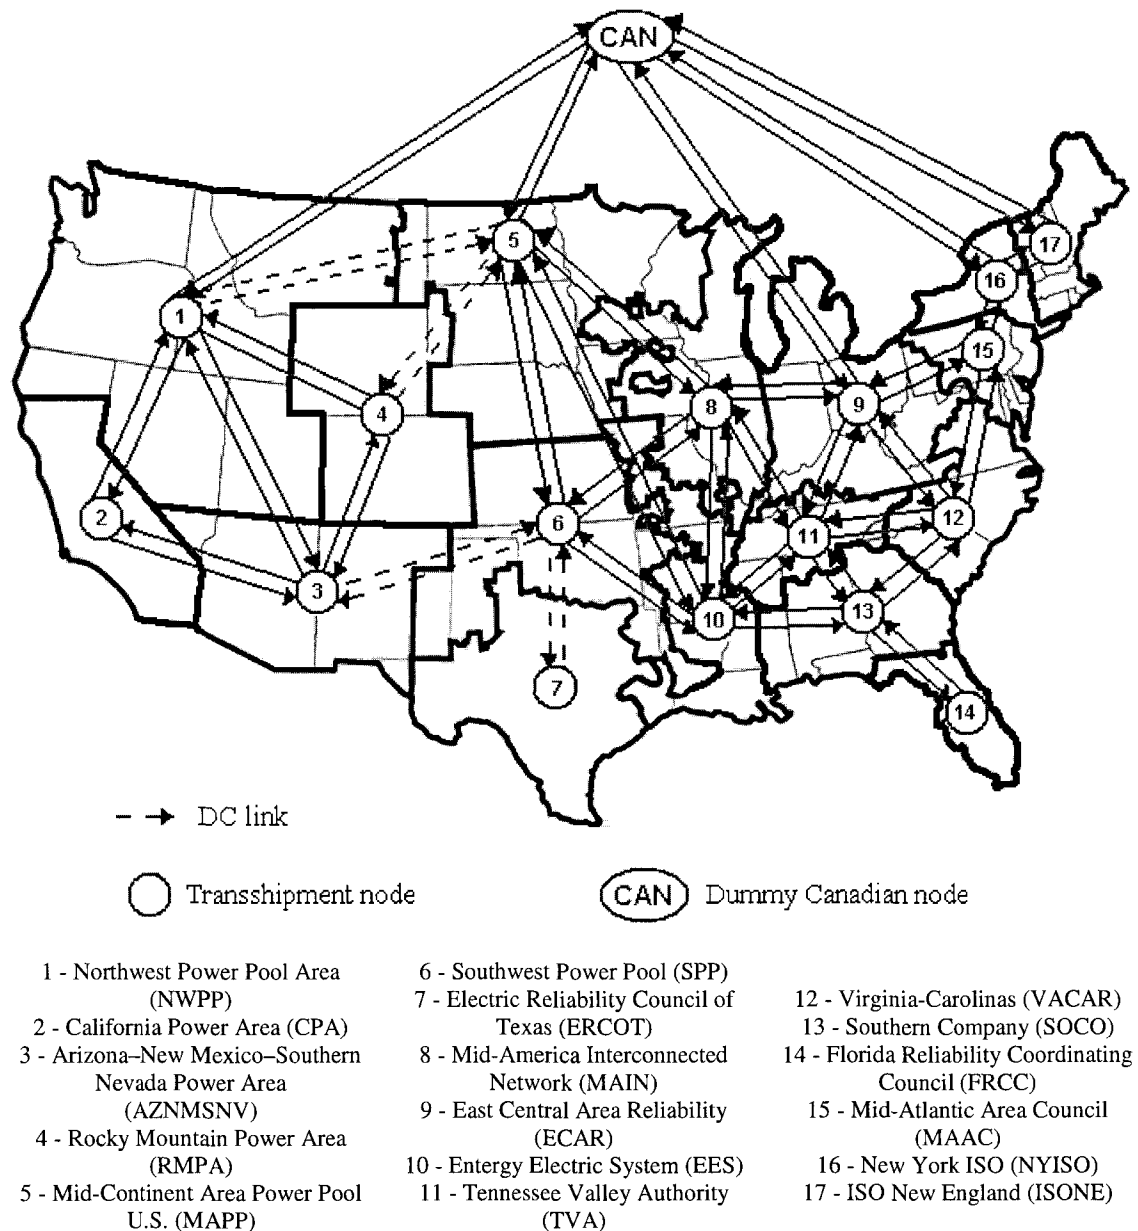 CAN
17
16
5
15
1
4
8
9
2
6
12
11
3
13
10
7
14
DC link
Transshipment node
CAN
Dummy Canadian node
1 - Northwest Power Pool Area
(NWPP)
2 - California Power Area (CPA)
3 - Arizona–New Mexico–Southern
Nevada Power Area
(AZNMSNV)
4 - Rocky Mountain Power Area
(RMPA)
5 - Mid-Continent Area Power Pool
U.S. (MAPP)
6 - Southwest Power Pool (SPP)
7 - Electric Reliability Council of
Texas (ERCOT)
8 - Mid-America Interconnected
Network (MAIN)
9 - East Central Area Reliability
(ECAR)
10 - Entergy Electric System (EES)
11 - Tennessee Valley Authority
(TVA)
12 - Virginia-Carolinas (VACAR)
13 - Southern Company (SOCO)
14 - Florida Reliability Coordinating
Council (FRCC)
15 - Mid-Atlantic Area Council
(MAAC)
16 - New York ISO (NYISO)
17 - ISO New England (ISONE)